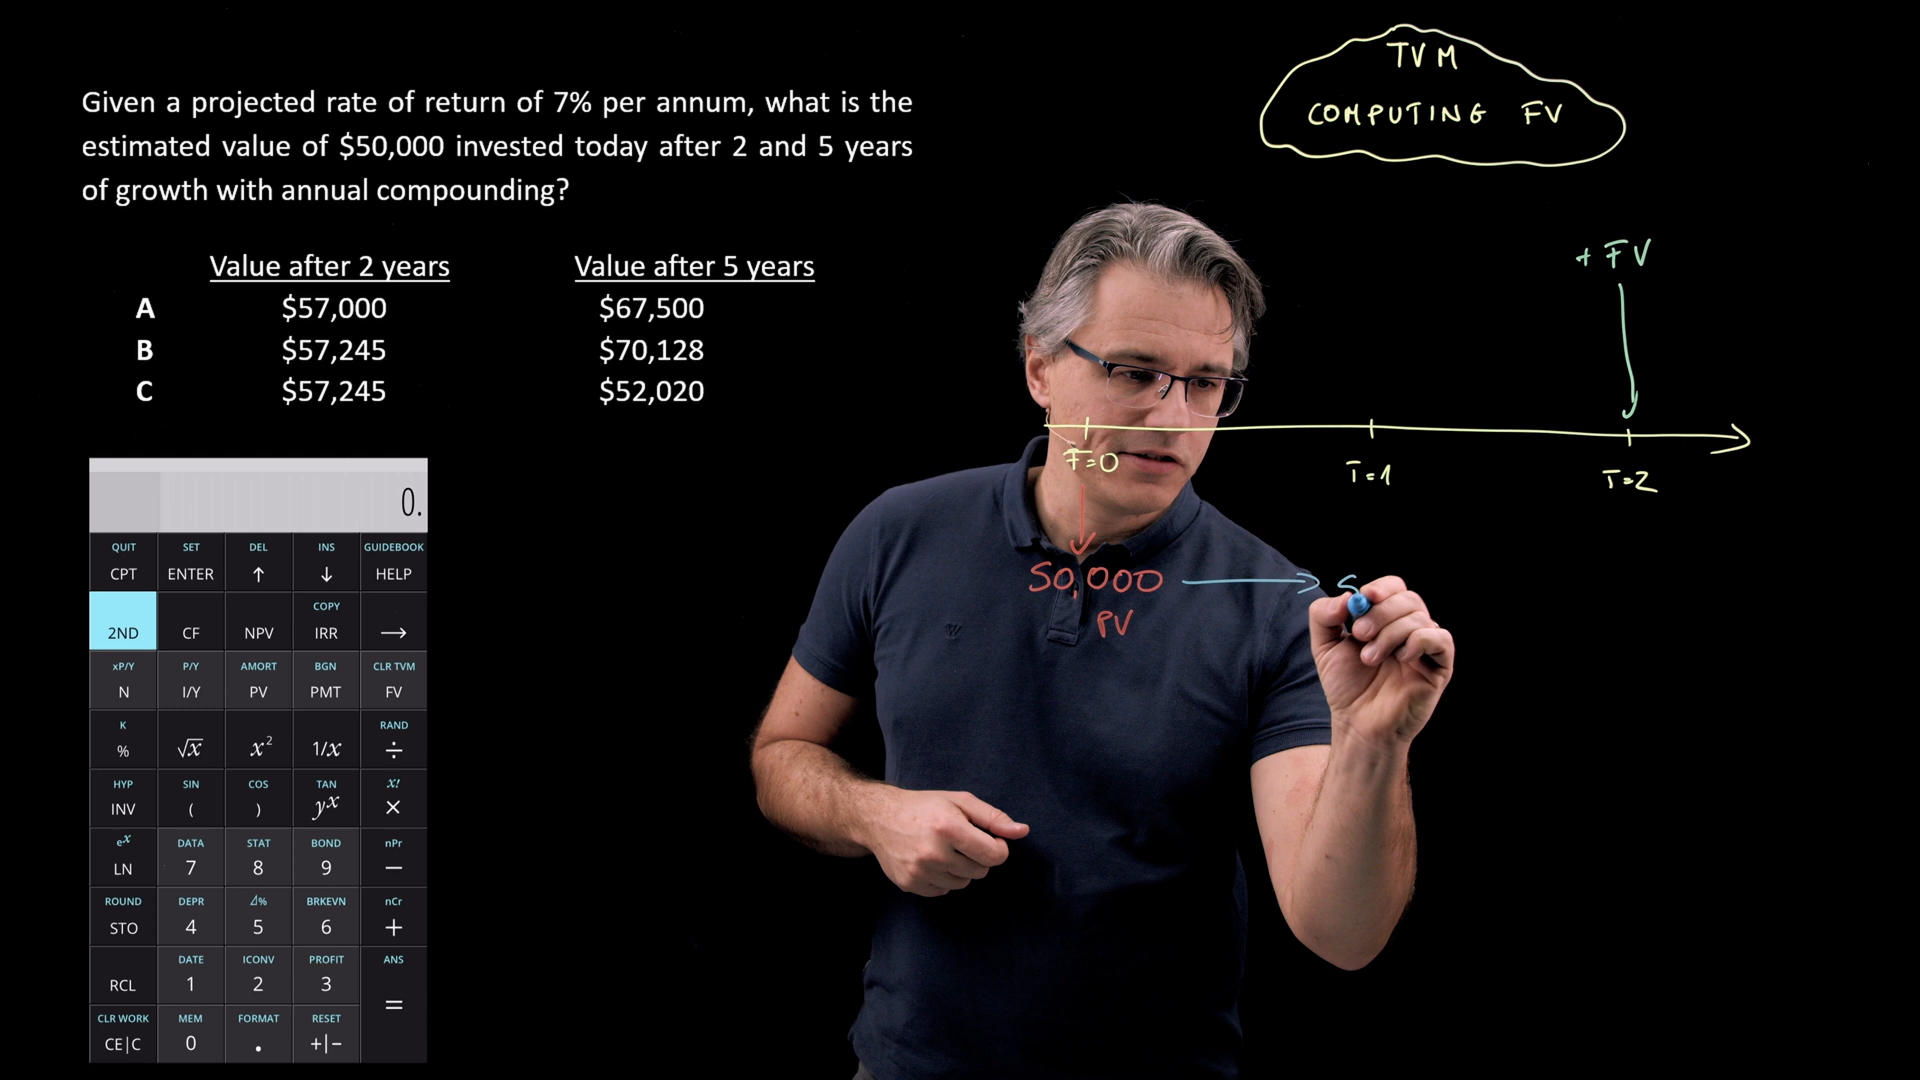 TVM
COMPUTING FV
Given a projected rate of return of 7% per annum, what is the
estimated value of $50,000 invested today after 2 and 5 years
of growth with annual compounding?
Value after 2 years Value after 5 years
A $57,000 $67,500
B $57,245 $70,128
C $57,245 $52,020
+ FV
T=0 T=1 T=2
50,000
PV
0.
QUIT SET DEL INS GUIDEBOOK
CPT ENTER ↑ ↓ HELP
COPY
2ND CF NPV IRR →
xP/Y P/Y AMORT BGN CLR TVM
N I/Y PV PMT FV
K RAND
% √x x² 1/x ÷
HYP SIN COS TAN x!
INV ( ) yˣ ×
eˣ DATA STAT BOND nPr
LN 7 8 9 −
ROUND DEPR Δ% BRKEVN nCr
STO 4 5 6 +
DATE ICONV PROFIT ANS
RCL 1 2 3 =
CLR WORK MEM FORMAT RESET
CE|C 0 . +|−